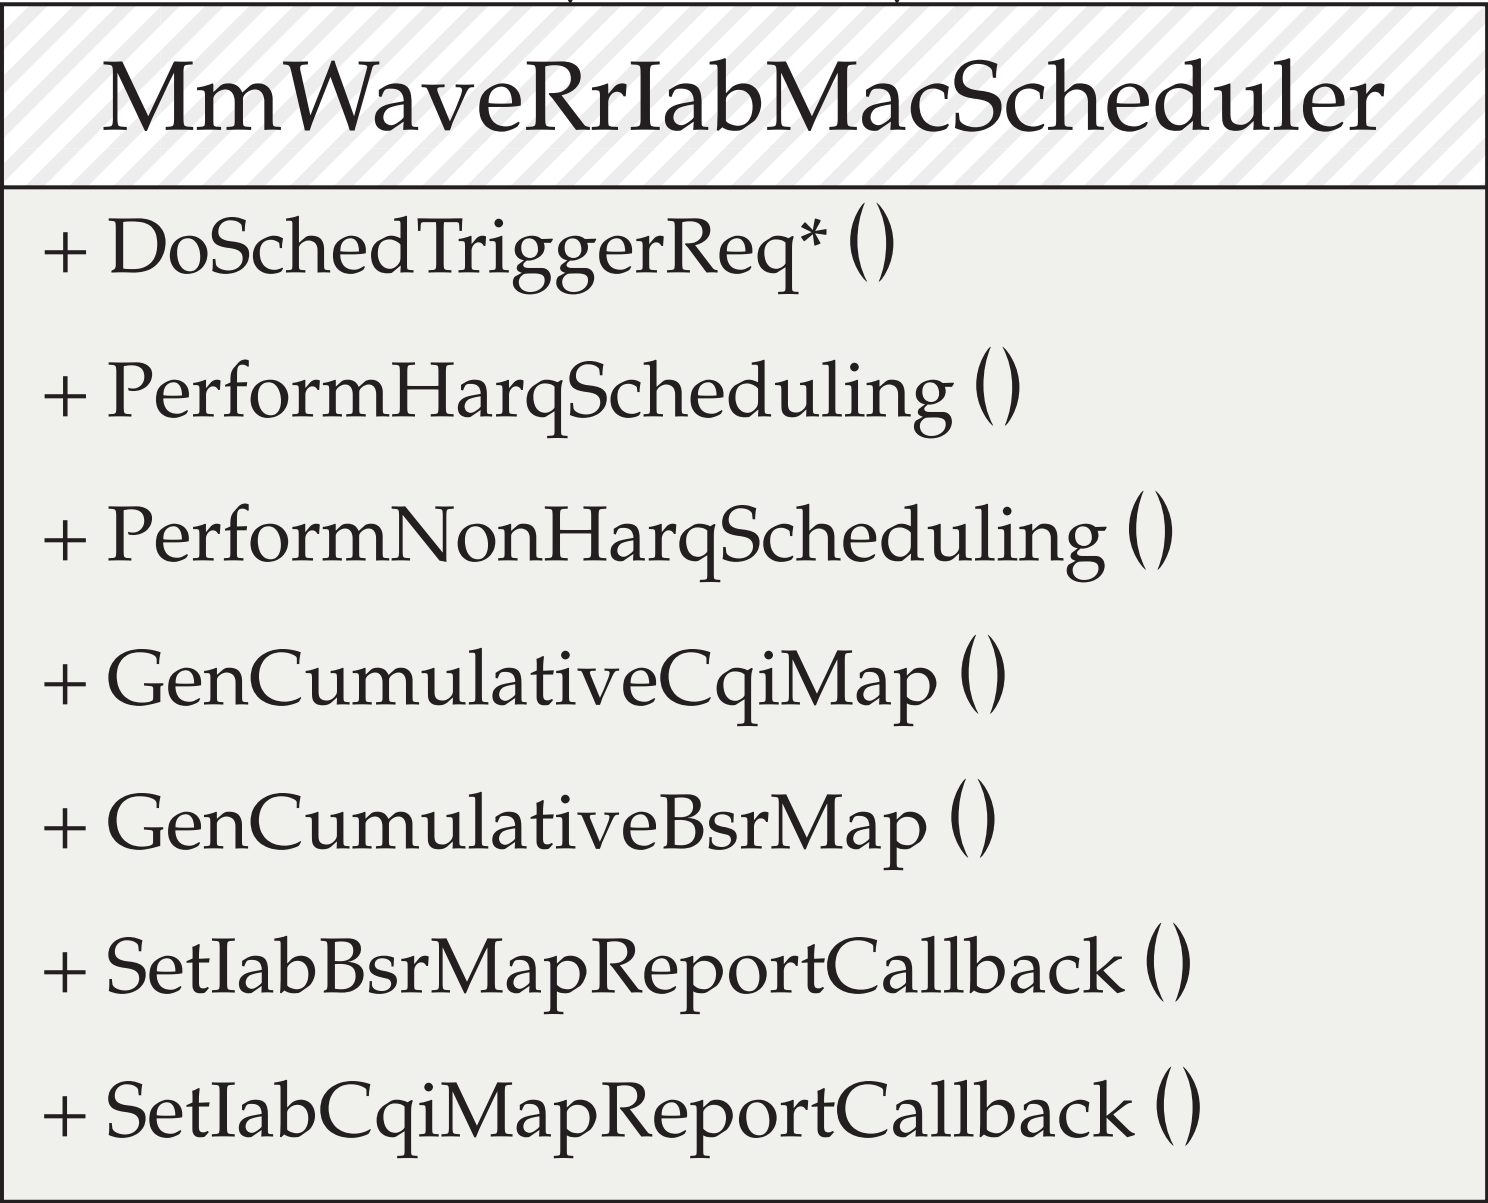 MmWaveRrIabMacScheduler
+ DoSchedTriggerReq* ()
+ PerformHarqScheduling ()
+ PerformNonHarqScheduling ()
+ GenCumulativeCqiMap ()
+ GenCumulativeBsrMap ()
+ SetIabBsrMapReportCallback ()
+ SetIabCqiMapReportCallback ()